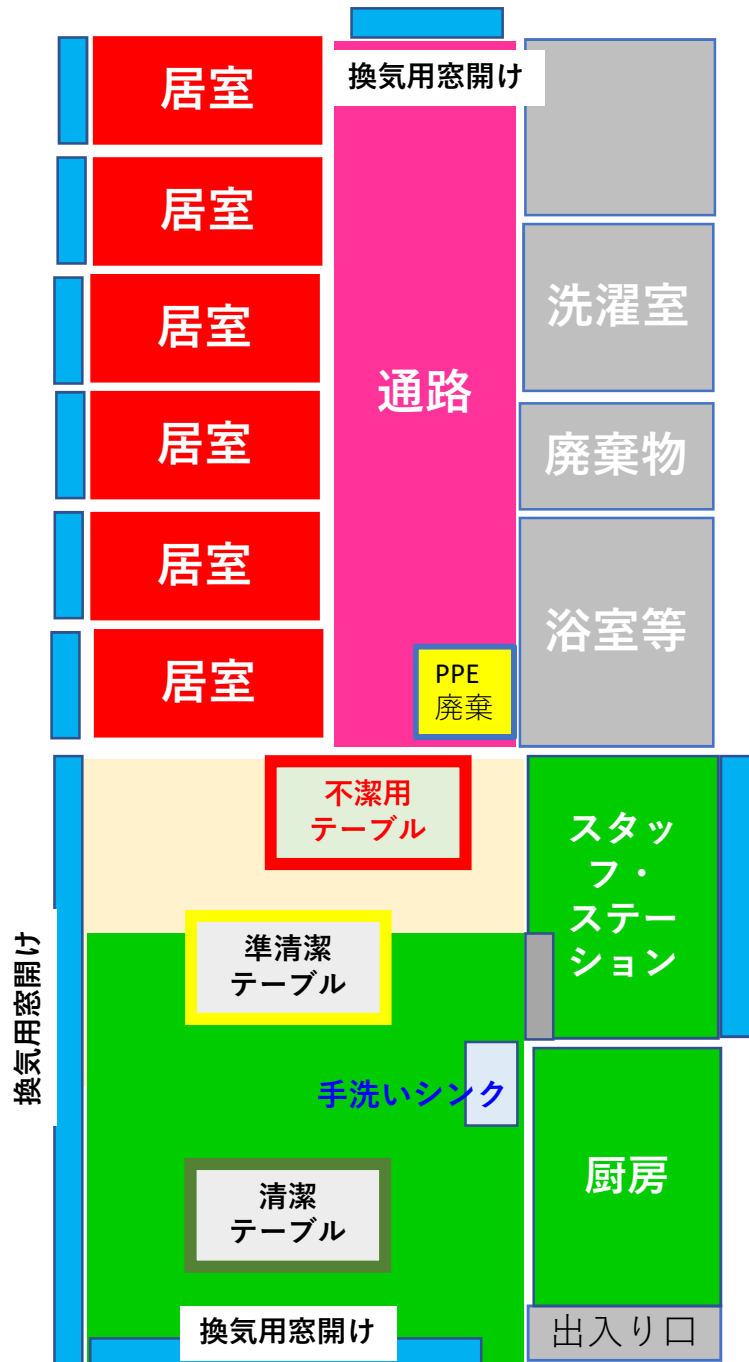 換気用窓開け
居室
居室
居室
居室
居室
居室
通路
洗濯室
廃棄物
浴室等
PPE
廃棄
不潔用
テーブル
スタッ
フ・
ステー
ション
準清潔
テーブル
換気用窓開け
手洗いシンク
清潔
テーブル
厨房
換気用窓開け
出入り口